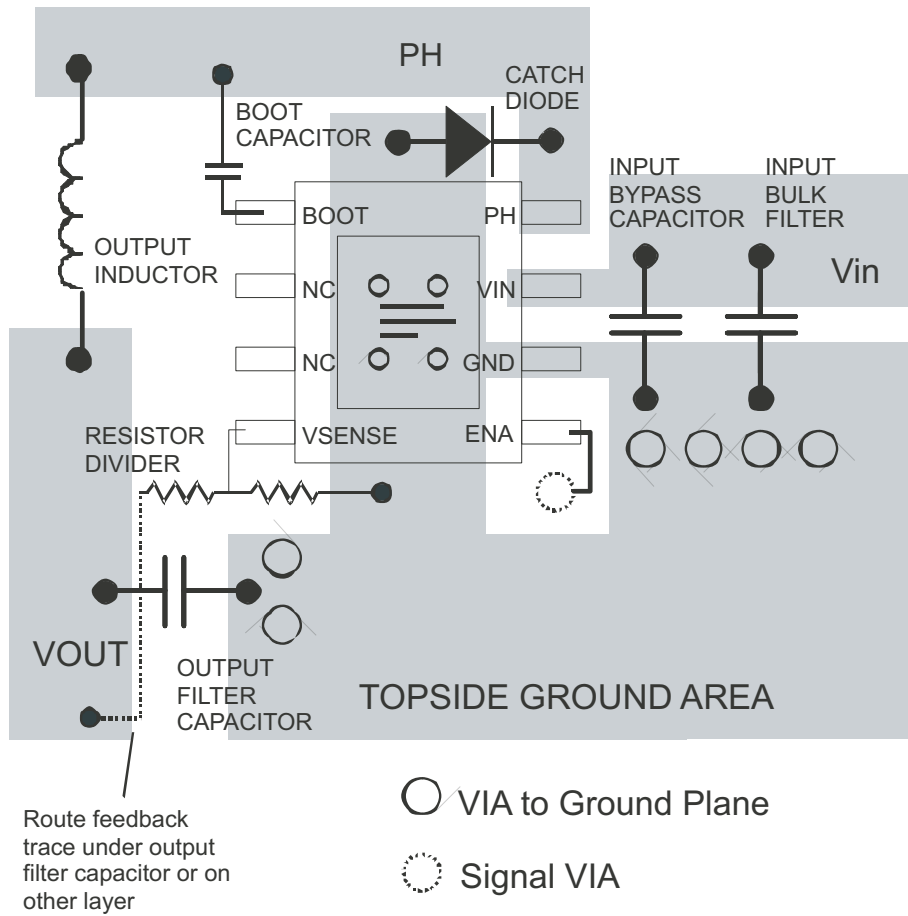 PH
CATCH
DIODE
BOOT
CAPACITOR
INPUT
BYPASS
CAPACITOR
INPUT
BULK
FILTER
BOOT
PH
OUTPUT
INDUCTOR
Vin
NC
VIN
NC
GND
RESISTOR
DIVIDER
VSENSE
ENA
VOUT
OUTPUT
FILTER
CAPACITOR
TOPSIDE GROUND AREA
Route feedback
trace under output
filter capacitor or on
other layer
VIA to Ground Plane
Signal VIA